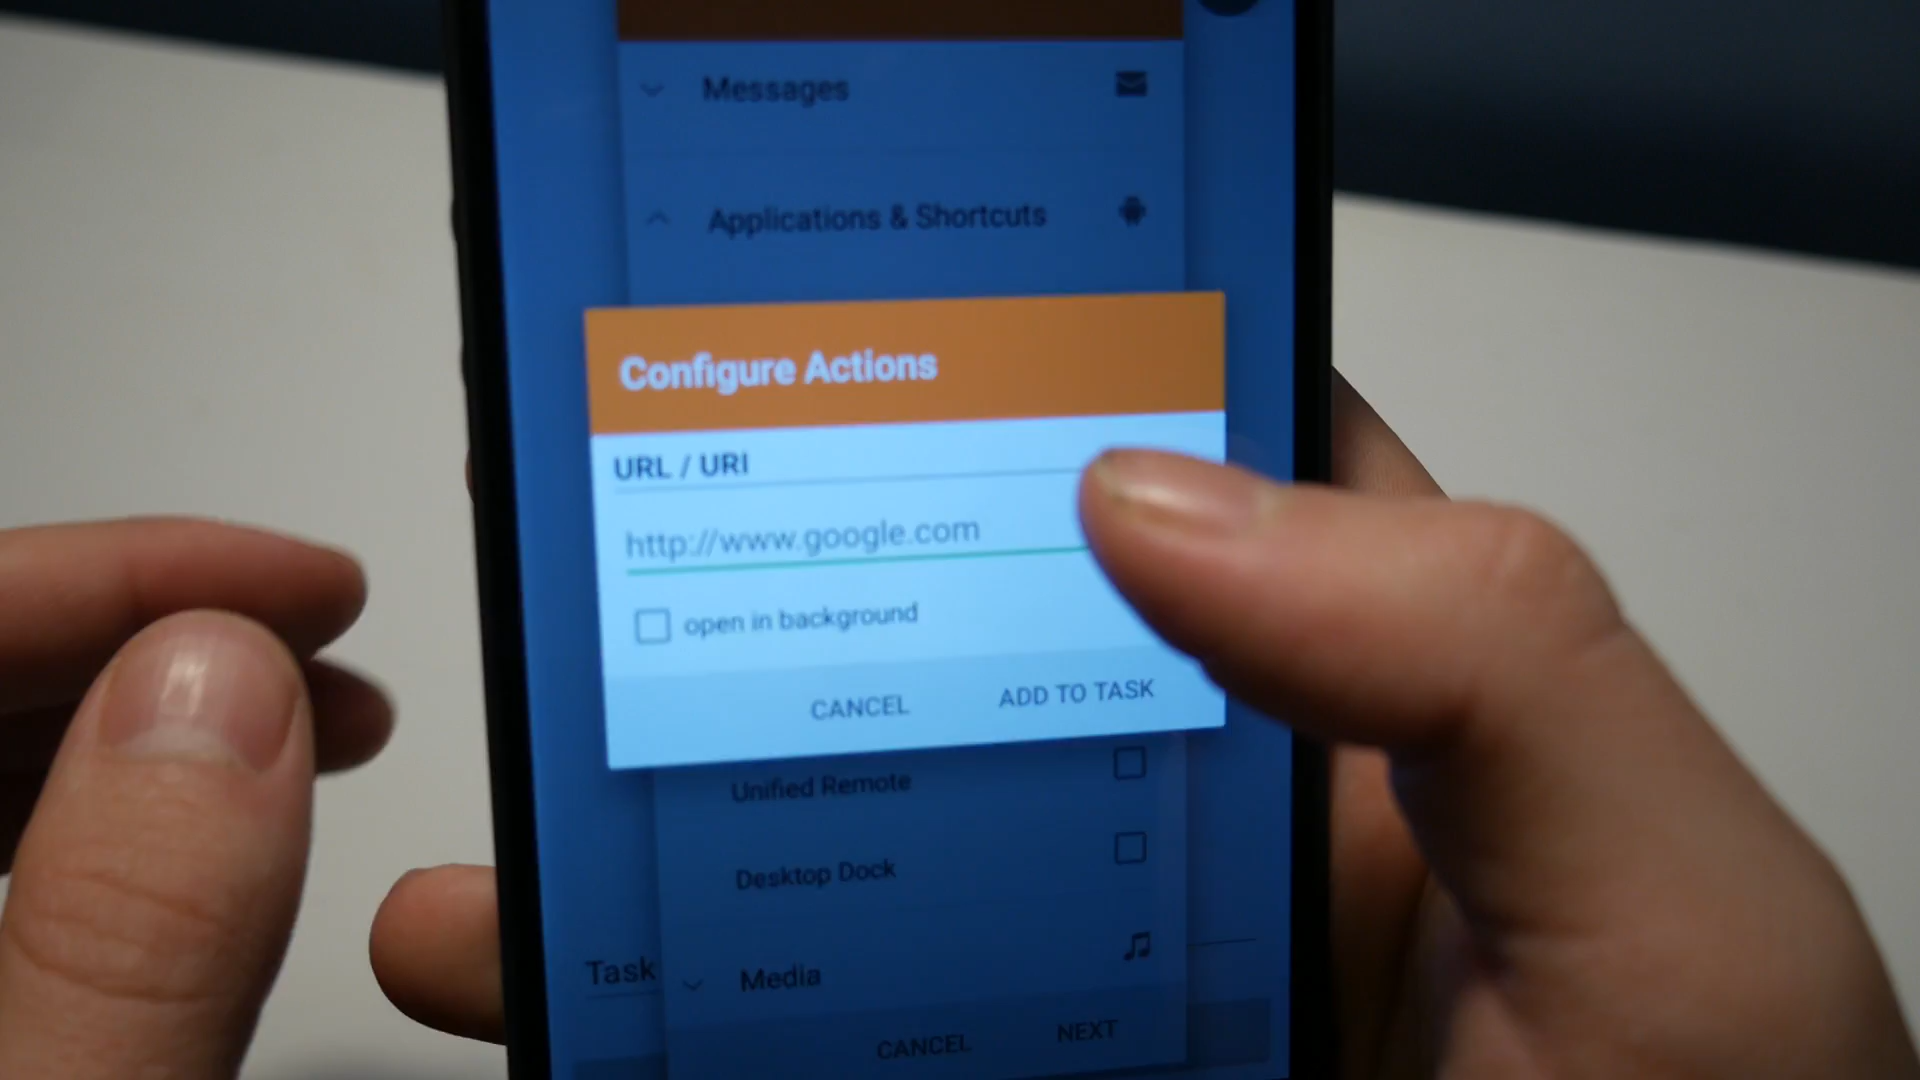 Messages
Applications & Shortcuts
Configure Actions
URL / URI
http://www.google.com
open in background
CANCEL
ADD TO TASK
Unified Remote
Desktop Dock
Task
Media
CANCEL
NEXT